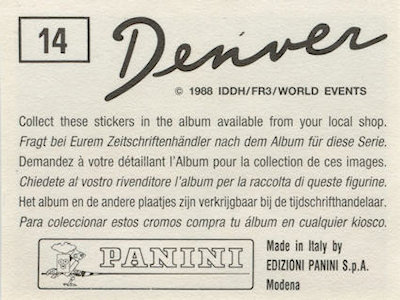 14
Denver
© 1988 IDDH/FR3/WORLD EVENTS
Collect these stickers in the album available from your local shop.
Fragt bei Eurem Zeitschriftenhändler nach dem Album für diese Serie.
Demandez à votre détaillant l'Album pour la collection de ces images.
Chiedete al vostro rivenditore l'album per la raccolta di queste figurine.
Het album en de andere plaatjes zijn verkrijgbaar bij de tijdschrifthandelaar.
Para coleccionar estos cromos compra tu álbum en cualquier kiosco.
PANINI
Made in Italy by
EDIZIONI PANINI S.p.A.
Modena